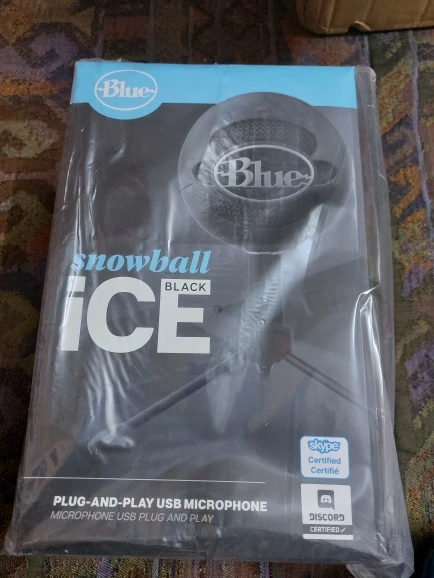 Blue
Blue
snowball
iCE
BLACK
skype
Certified
Certifié
PLUG-AND-PLAY USB MICROPHONE
MICROPHONE USB PLUG AND PLAY
DISCORD
CERTIFIED ✓